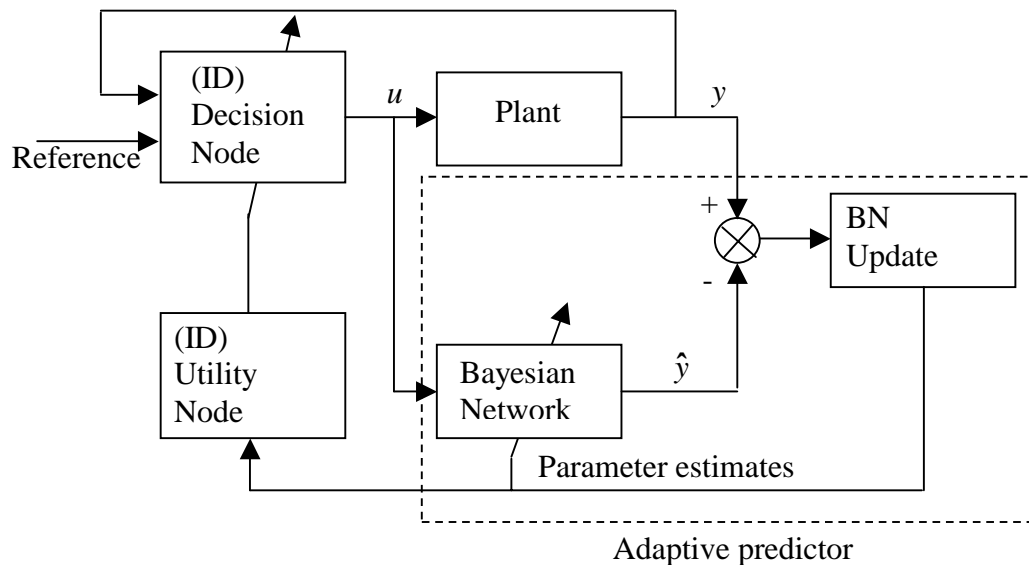 (ID)
Decision
Node
Reference
u
Plant
y
+
-
BN
Update
(ID)
Utility
Node
Bayesian
Network
ŷ
Parameter estimates
Adaptive predictor